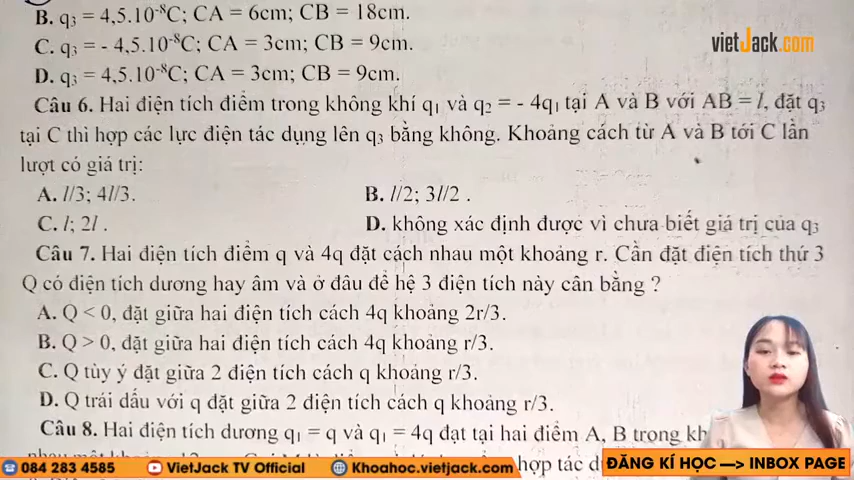 B. q₃ = 4,5.10⁻⁸C; CA = 6cm; CB = 18cm.
vietJack.com
C. q₃ = - 4,5.10⁻⁸C; CA = 3cm; CB = 9cm.
D. q₃ = 4,5.10⁻⁸C; CA = 3cm; CB = 9cm.
Câu 6. Hai điện tích điểm trong không khí q₁ và q₂ = - 4q₁ tại A và B với AB = l, đặt q₃
tại C thì hợp các lực điện tác dụng lên q₃ bằng không. Khoảng cách từ A và B tới C lần
lượt có giá trị:
A. l/3; 4l/3. B. l/2; 3l/2 .
C. l; 2l . D. không xác định được vì chưa biết giá trị của q₃
Câu 7. Hai điện tích điểm q và 4q đặt cách nhau một khoảng r. Cần đặt điện tích thứ 3
Q có điện tích dương hay âm và ở đâu để hệ 3 điện tích này cân bằng ?
A. Q < 0, đặt giữa hai điện tích cách 4q khoảng 2r/3.
B. Q > 0, đặt giữa hai điện tích cách 4q khoảng r/3.
C. Q tùy ý đặt giữa 2 điện tích cách q khoảng r/3.
D. Q trái dấu với q đặt giữa 2 điện tích cách q khoảng r/3.
Câu 8. Hai điện tích dương q₁ = q và q₁ = 4q đạt tại hai điểm A, B trong kh
hợp tác d
084 283 4585 VietJack TV Official Khoahoc.vietjack.com ĐĂNG KÍ HỌC —> INBOX PAGE